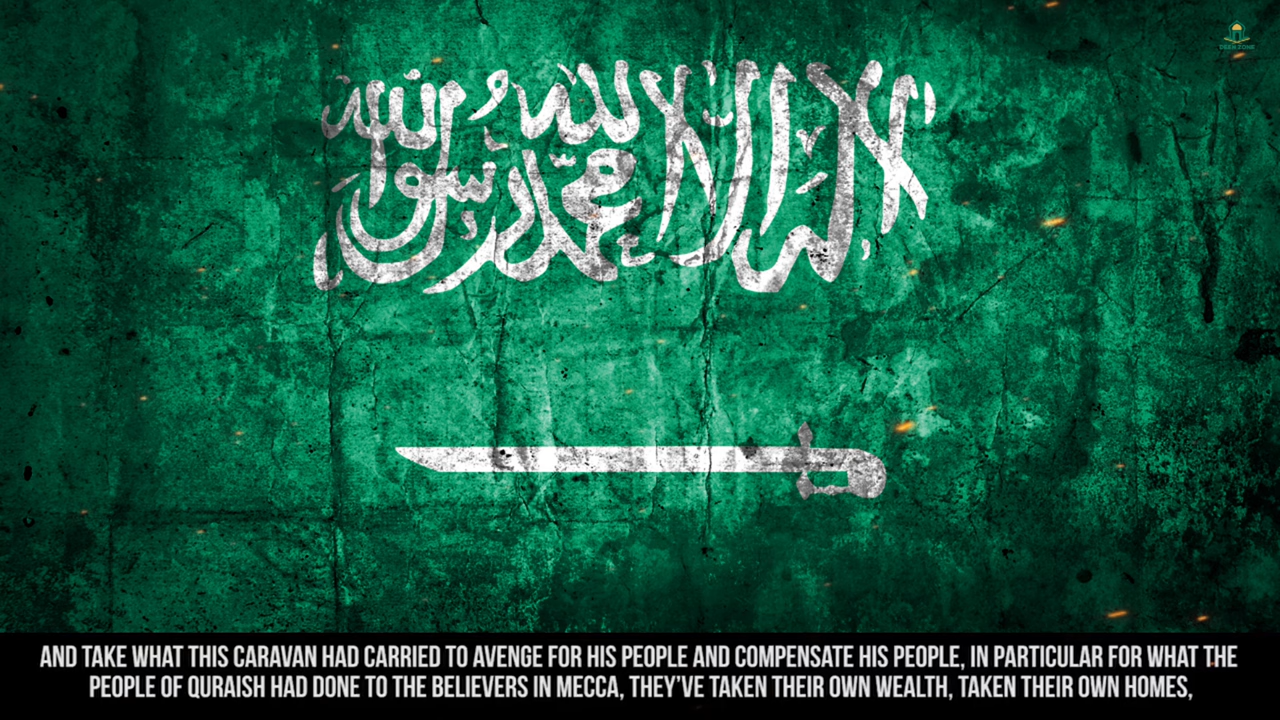 DEEN ZONE
لا إله إلا الله محمد رسول الله
AND TAKE WHAT THIS CARAVAN HAD CARRIED TO AVENGE FOR HIS PEOPLE AND COMPENSATE HIS PEOPLE, IN PARTICULAR FOR WHAT THE
PEOPLE OF QURAISH HAD DONE TO THE BELIEVERS IN MECCA, THEY'VE TAKEN THEIR OWN WEALTH, TAKEN THEIR OWN HOMES,